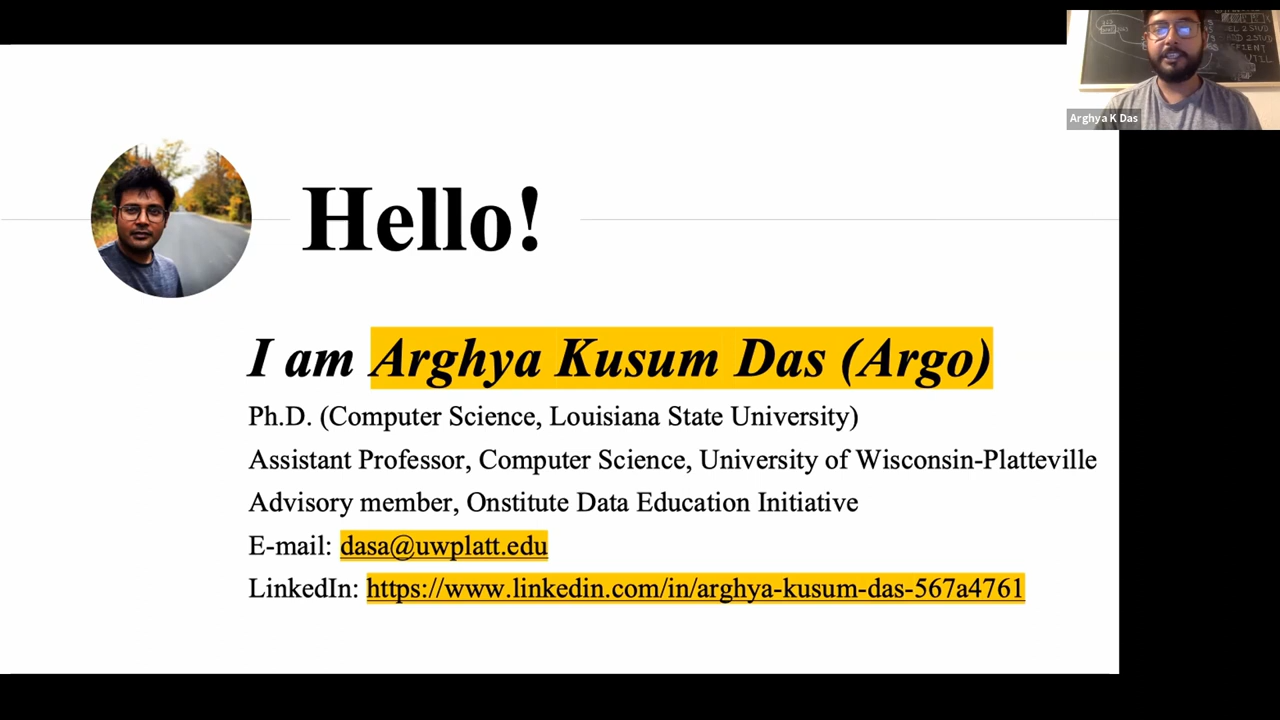 Arghya K Das
Hello!
I am Arghya Kusum Das (Argo)
Ph.D. (Computer Science, Louisiana State University)
Assistant Professor, Computer Science, University of Wisconsin-Platteville
Advisory member, Onstitute Data Education Initiative
E-mail: dasa@uwplatt.edu
LinkedIn: https://www.linkedin.com/in/arghya-kusum-das-567a4761